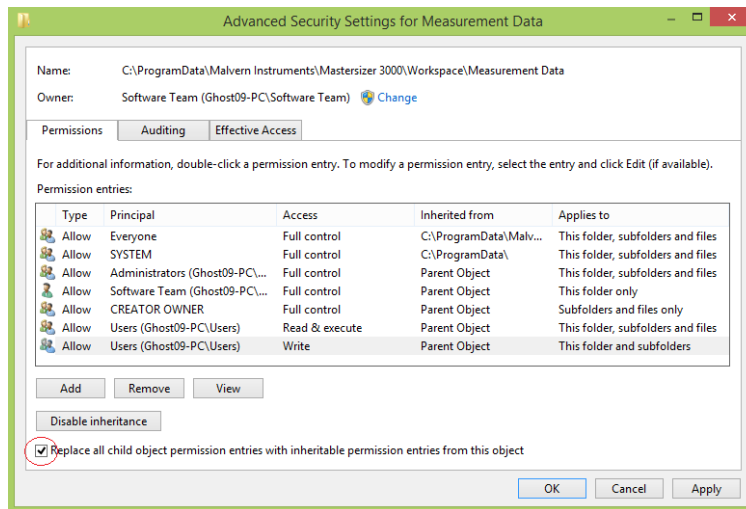 Advanced Security Settings for Measurement Data
Name: C:\ProgramData\Malvern Instruments\Mastersizer 3000\Workspace\Measurement Data
Owner: Software Team (Ghost09-PC\Software Team) Change
Permissions Auditing Effective Access
For additional information, double-click a permission entry. To modify a permission entry, select the entry and click Edit (if available).
Permission entries:
Type Principal Access Inherited from Applies to
Allow Everyone Full control C:\ProgramData\Malv... This folder, subfolders and files
Allow SYSTEM Full control C:\ProgramData\ This folder, subfolders and files
Allow Administrators (Ghost09-PC\... Full control Parent Object This folder, subfolders and files
Allow Software Team (Ghost09-PC\... Full control Parent Object This folder only
Allow CREATOR OWNER Full control Parent Object Subfolders and files only
Allow Users (Ghost09-PC\Users) Read & execute Parent Object This folder, subfolders and files
Allow Users (Ghost09-PC\Users) Write Parent Object This folder and subfolders
Add Remove View
Disable inheritance
Replace all child object permission entries with inheritable permission entries from this object
OK Cancel Apply